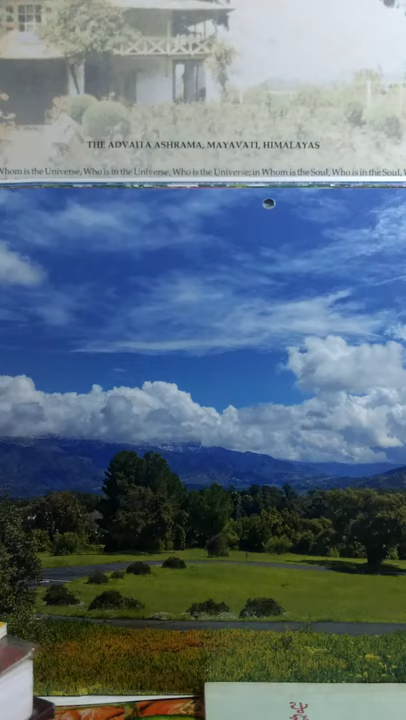 THE ADVAITA ASHRAMA, MAYAVATI, HIMALAYAS
Whom is the Universe, Who is in the Universe, Who is the Universe; in Whom is the Soul, Who is in the Soul,